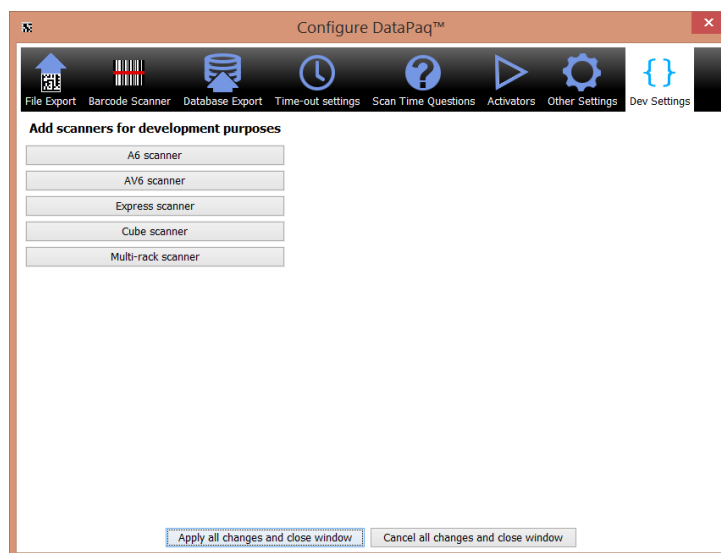 Configure DataPaq™
File Export Barcode Scanner Database Export Time-out settings Scan Time Questions Activators Other Settings Dev Settings
Add scanners for development purposes
A6 scanner
AV6 scanner
Express scanner
Cube scanner
Multi-rack scanner
Apply all changes and close window Cancel all changes and close window